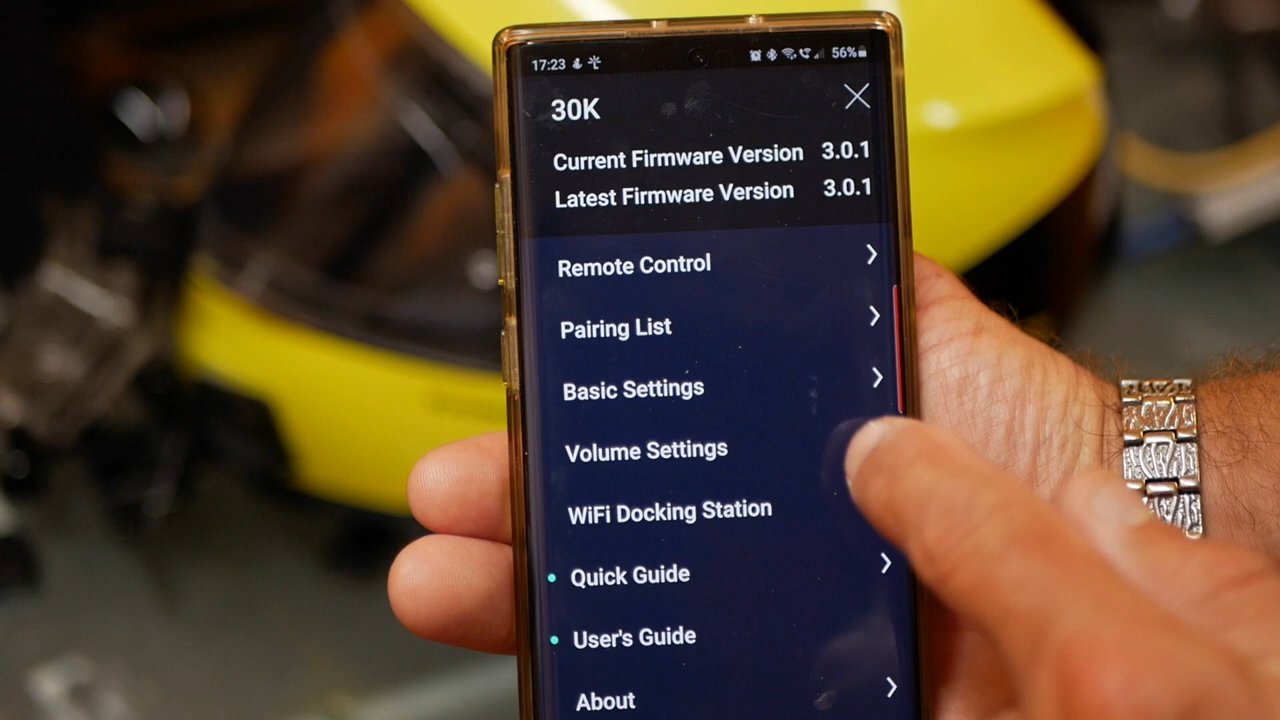 17:23 56%
30K
Current Firmware Version 3.0.1
Latest Firmware Version 3.0.1
Remote Control
Pairing List
Basic Settings
Volume Settings
WiFi Docking Station
Quick Guide
User's Guide
About